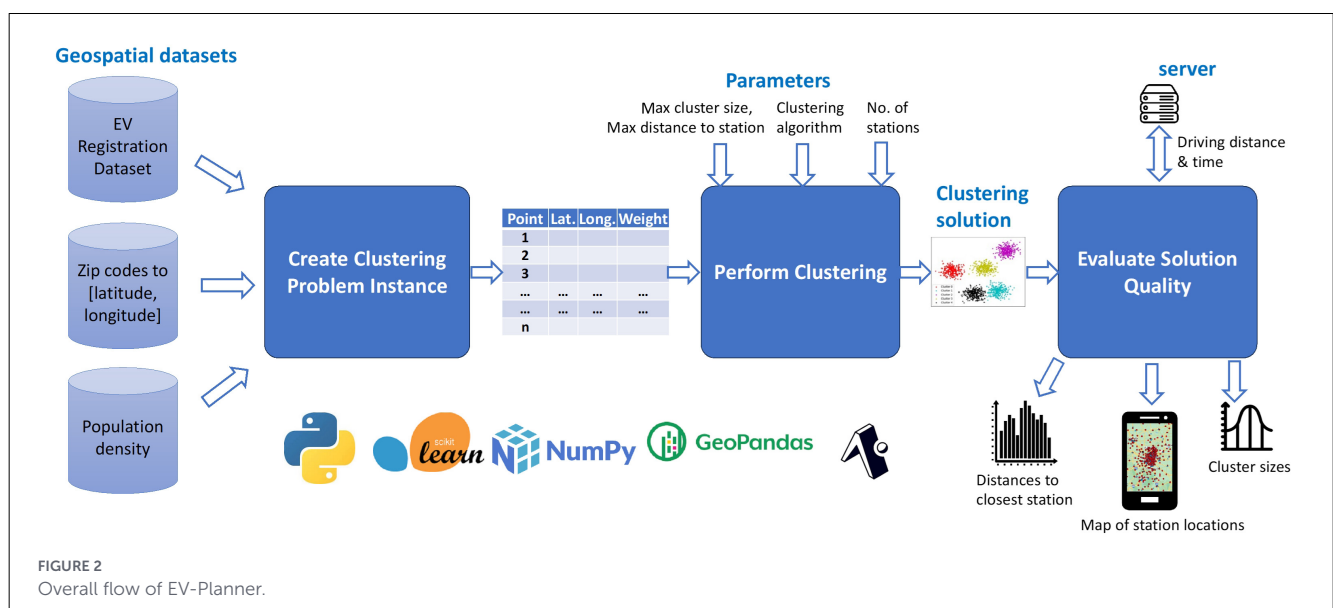 Geospatial datasets
EV
Registration
Dataset
Zip codes to
[latitude,
longitude]
Population
density
Create Clustering
Problem Instance
Point Lat. Long. Weight
1
2
3
... ... ... ...
... ... ... ...
n
Parameters
Max cluster size,
Max distance to station
Clustering
algorithm
No. of
stations
Perform Clustering
Clustering
solution
server
Driving distance
& time
Evaluate Solution
Quality
Distances to
closest station
Map of station locations
Cluster sizes
scikit
learn
NumPy
GeoPandas
FIGURE 2
Overall flow of EV-Planner.